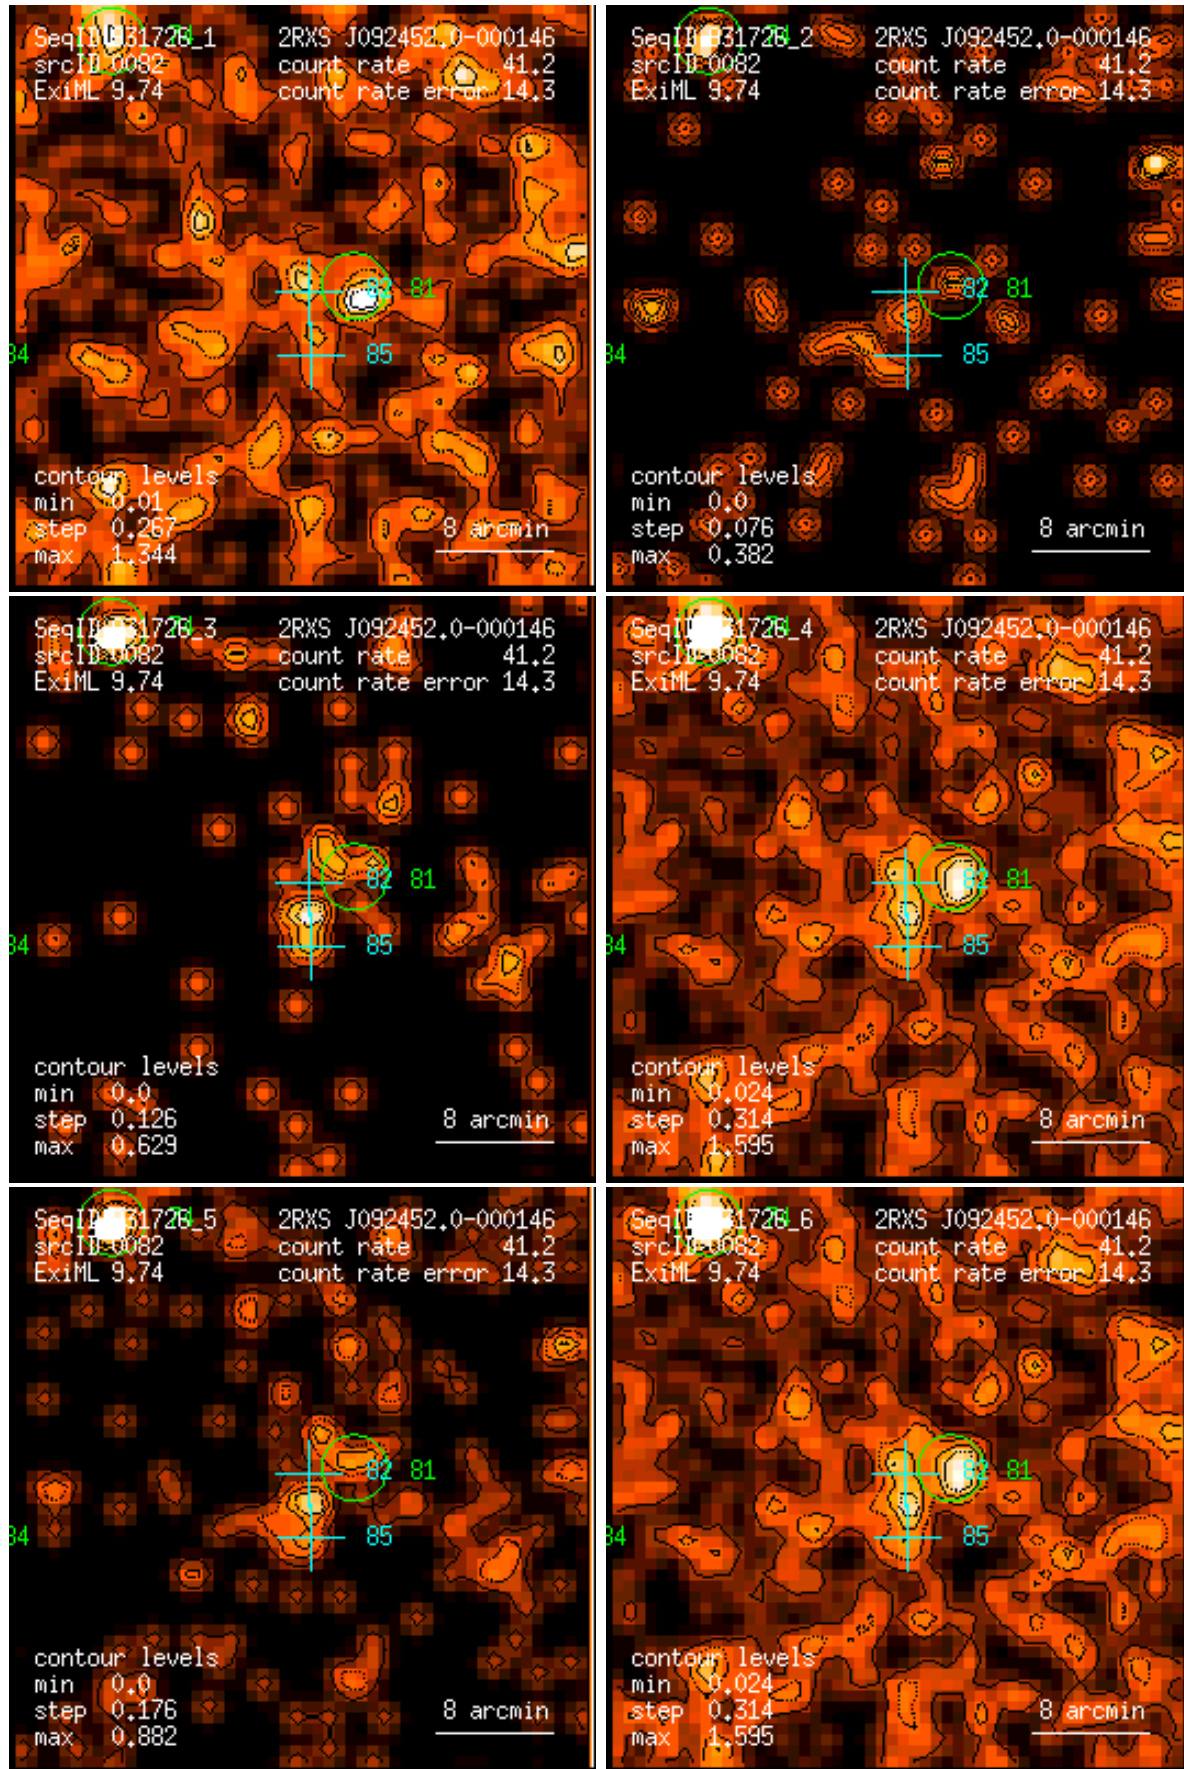 SeqID 931726_1 2RXS J092452.0-000146
srcID 0082 count rate 41.2
ExiML 9.74 count rate error 14.3
82 81
84 85
contour levels
min 0.01
step 0.267 8 arcmin
max 1.344
SeqID 931726_2 2RXS J092452.0-000146
srcID 0082 count rate 41.2
ExiML 9.74 count rate error 14.3
82 81
84 85
contour levels
min 0.0
step 0.076 8 arcmin
max 0.382
SeqID 931726_3 2RXS J092452.0-000146
srcID 0082 count rate 41.2
ExiML 9.74 count rate error 14.3
82 81
84 85
contour levels
min 0.0
step 0.126 8 arcmin
max 0.629
SeqID 931726_4 2RXS J092452.0-000146
srcID 0082 count rate 41.2
ExiML 9.74 count rate error 14.3
82 81
84 85
contour levels
min 0.024
step 0.314 8 arcmin
max 1.595
SeqID 931726_5 2RXS J092452.0-000146
srcID 0082 count rate 41.2
ExiML 9.74 count rate error 14.3
82 81
84 85
contour levels
min 0.0
step 0.176 8 arcmin
max 0.882
SeqID 931726_6 2RXS J092452.0-000146
srcID 0082 count rate 41.2
ExiML 9.74 count rate error 14.3
82 81
84 85
contour levels
min 0.024
step 0.314 8 arcmin
max 1.595